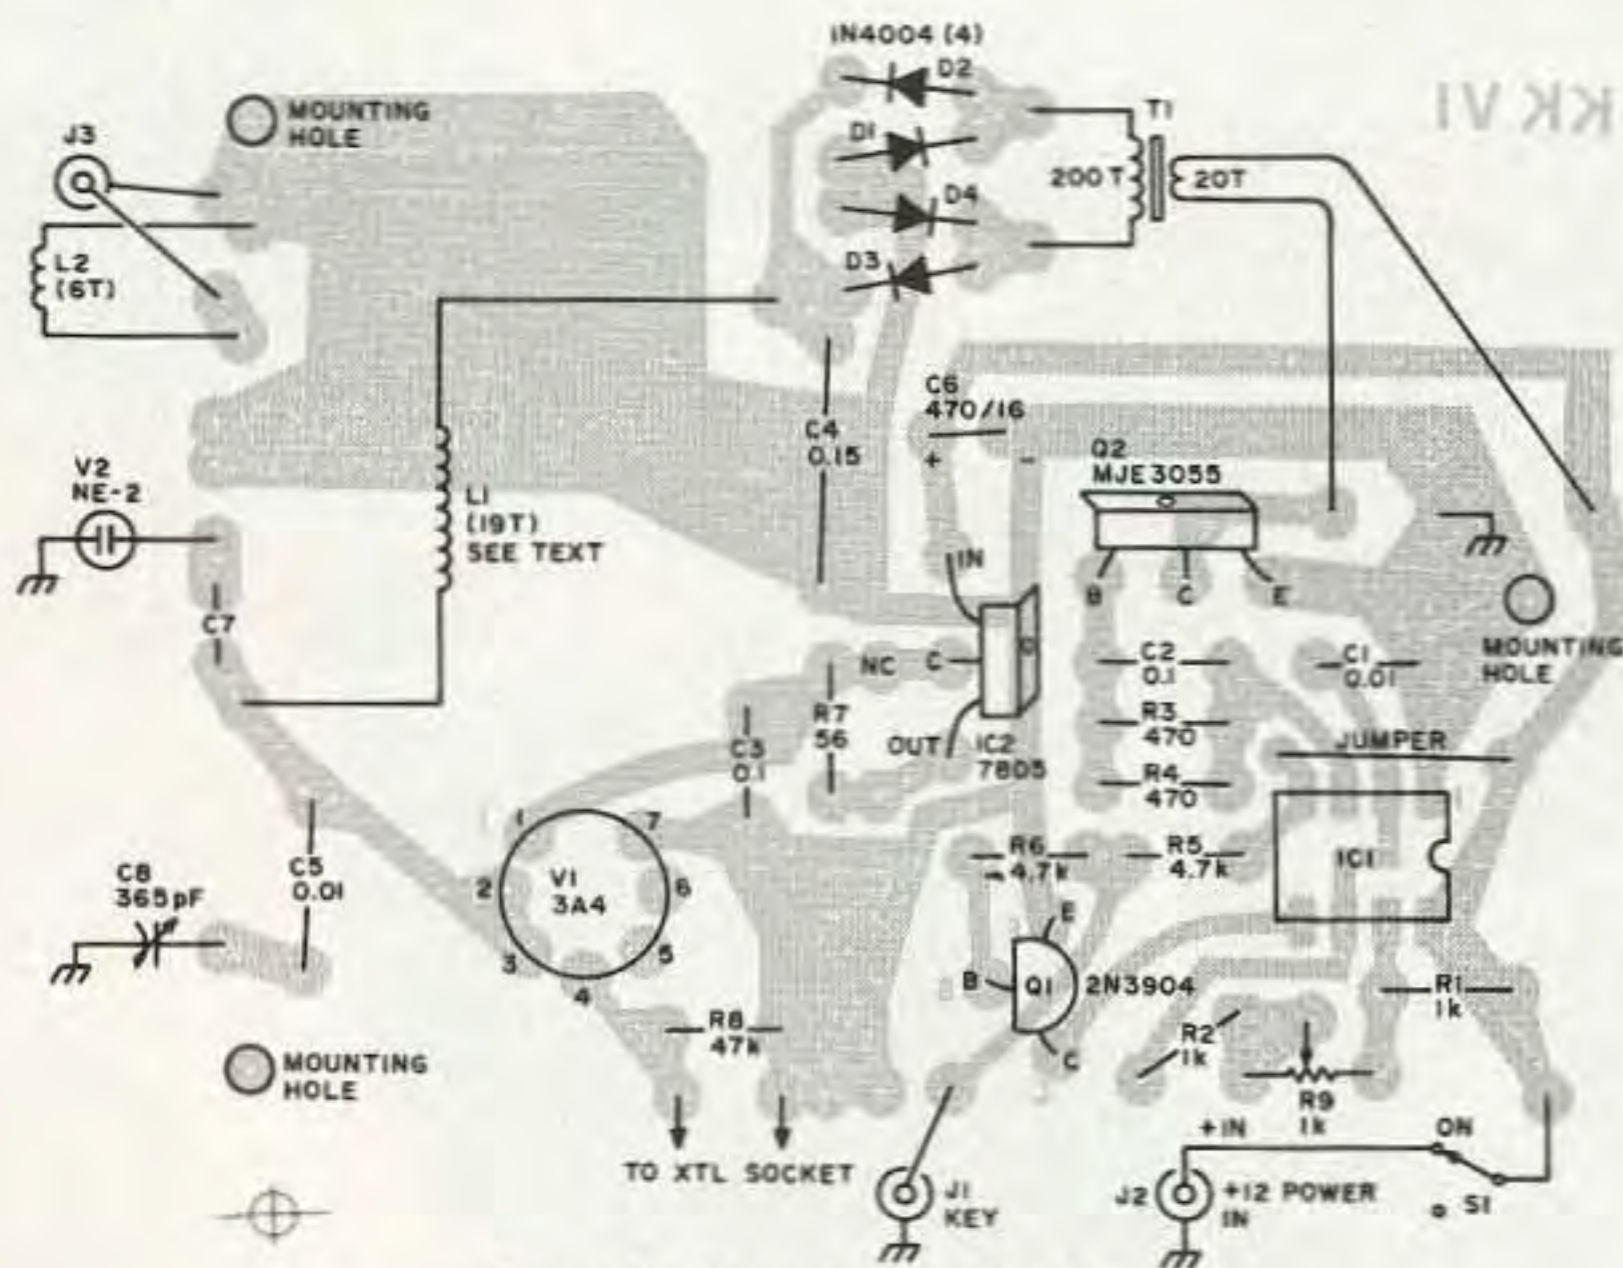 1N4004 (4)
D2
KK VI
MOUNTING
HOLE
J3
D1
T1
200 T
20T
D4
L2
(6T)
D3
C6
470/16
+
-
C4
0.15
Q2
MJE3055
V2
NE-2
L1
(19T)
SEE TEXT
IN
B
C
E
C7
MOUNTING
HOLE
NC
C
C2
0.1
C1
0.01
R7
56
R3
470
C3
0.1
OUT
IC2
7805
JUMPER
R4
470
1
7
R6
4.7k
R5
4.7k
IC1
C8
365pF
C5
0.01
2
V1
3A4
6
E
3
5
4
B
Q1
2N3904
R1
1k
R8
47k
R2
1k
C
MOUNTING
HOLE
R9
1k
+IN
ON
TO XTL SOCKET
J1
KEY
J2
+12 POWER
IN
S1